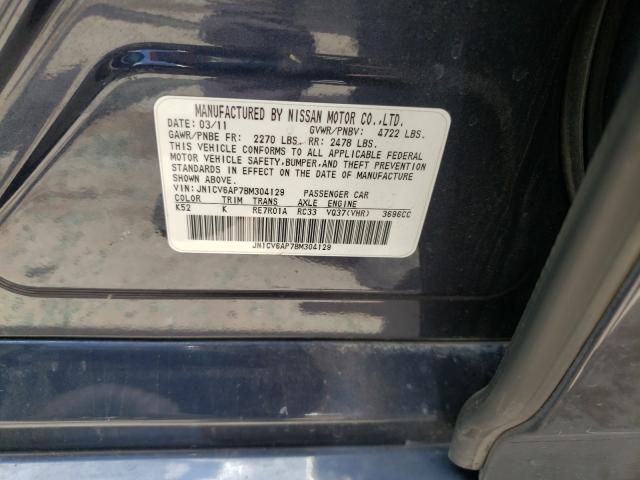 MANUFACTURED BY NISSAN MOTOR CO.,LTD.
DATE: 03/11 GVWR/PNBV: 4722 LBS.
GAWR/PNBE FR: 2270 LBS. RR: 2478 LBS.
THIS VEHICLE CONFORMS TO ALL APPLICABLE FEDERAL
MOTOR VEHICLE SAFETY,BUMPER,AND THEFT PREVENTION
STANDARDS IN EFFECT ON THE DATE OF MANUFACTURE
SHOWN ABOVE.
VIN:JN1CV6AP7BM304129 PASSENGER CAR
COLOR TRIM TRANS AXLE ENGINE
K52 K RE7R01A RC33 VQ37(VHR) 3696CC
JN1CV6AP7BM304129